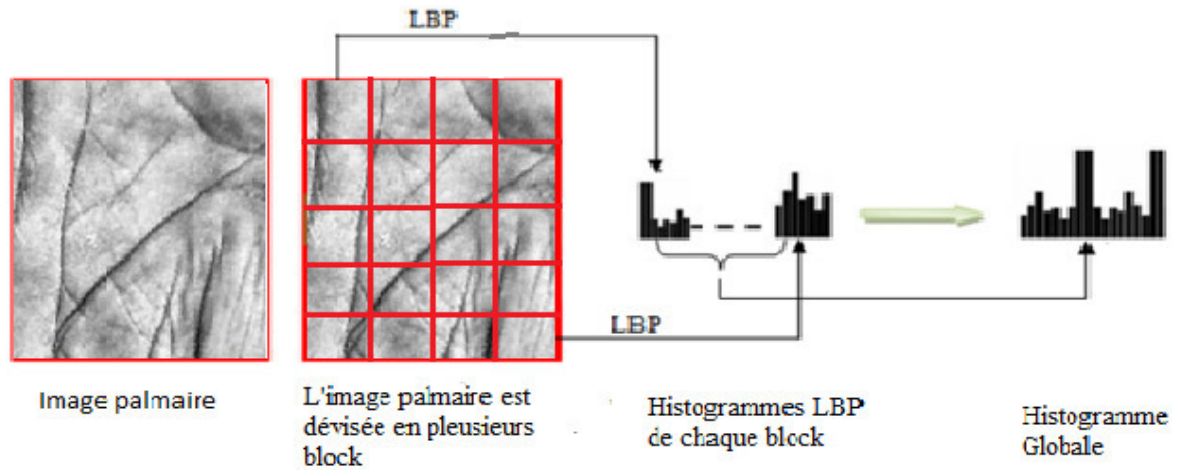 LBP
LBP
Image palmaire
L'image palmaire est
dévisée en pleusieurs
block
Histogrammes LBP
de chaque block
Histogramme
Globale